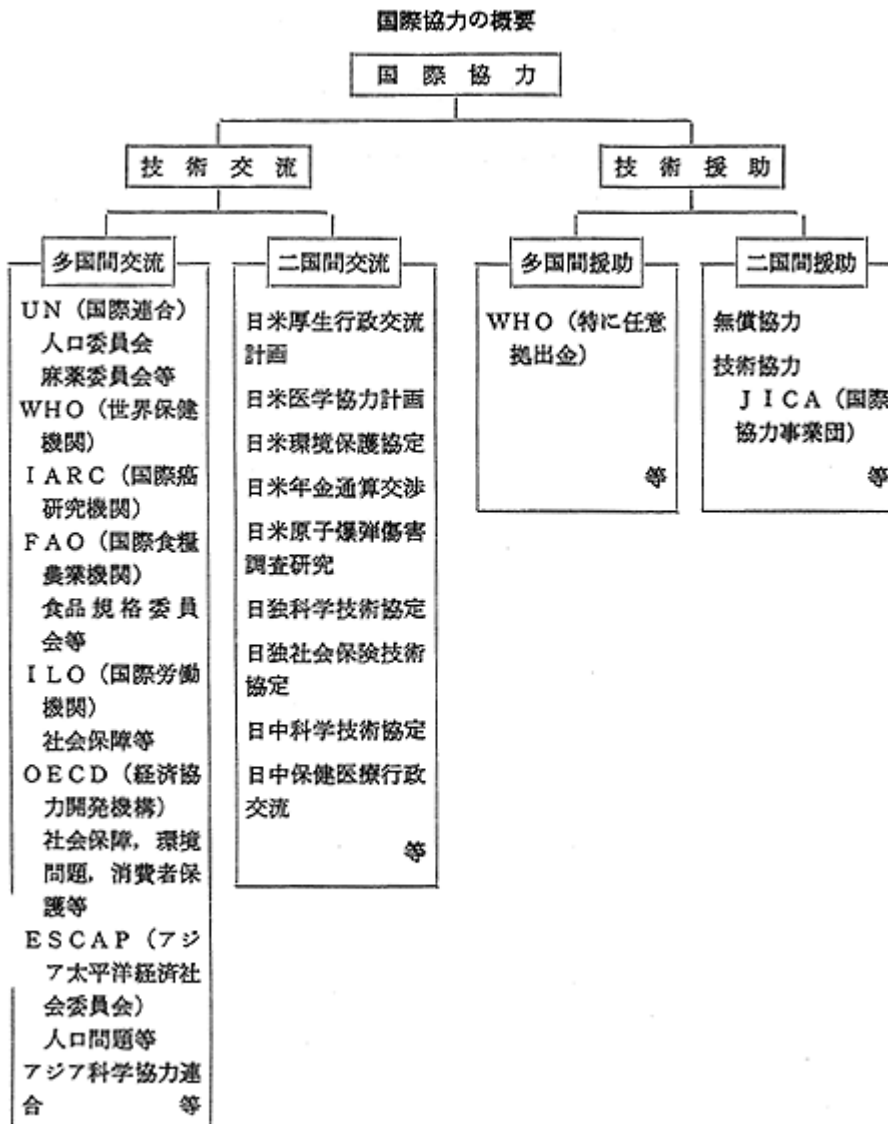 国際協力の概要
国際協力
技術交流
技術援助
多国間交流
UN（国際連合）
人口委員会
麻薬委員会等
WHO（世界保健
機関）
IARC（国際癌
研究機関）
FAO（国際食糧
農業機関）
食品規格委員
会等
ILO（国際労働
機関）
社会保障等
OECD（経済協
力開発機構）
社会保障，環境
問題，消費者保
護等
ESCAP（アジ
ア太平洋経済社
会委員会）
人口問題等
アジア科学協力連
合　等
二国間交流
日米厚生行政交流
計画
日米医学協力計画
日米環境保護協定
日米年金通算交渉
日米原子爆弾傷害
調査研究
日独科学技術協定
日独社会保険技術
協定
日中科学技術協定
日中保健医療行政
交流
等
多国間援助
WHO（特に任意
拠出金）
等
二国間援助
無償協力
技術協力
JICA（国際
協力事業団）
等